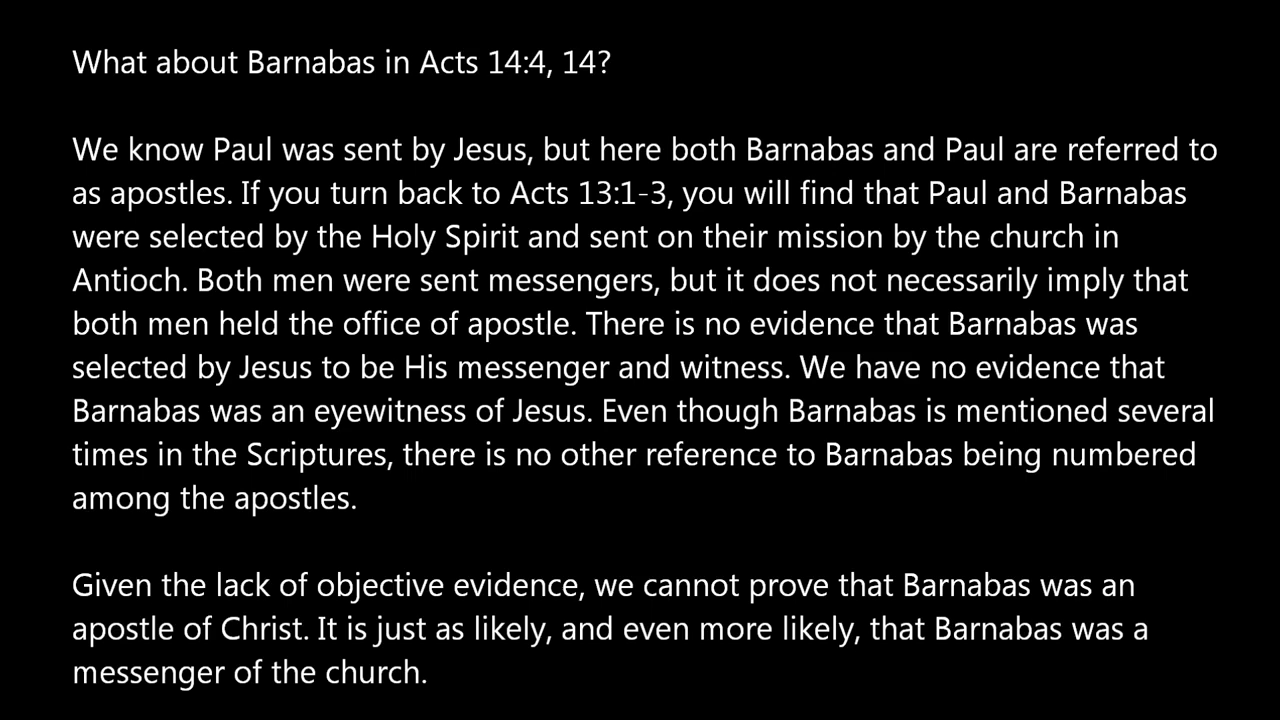 What about Barnabas in Acts 14:4, 14?
We know Paul was sent by Jesus, but here both Barnabas and Paul are referred to
as apostles. If you turn back to Acts 13:1-3, you will find that Paul and Barnabas
were selected by the Holy Spirit and sent on their mission by the church in
Antioch. Both men were sent messengers, but it does not necessarily imply that
both men held the office of apostle. There is no evidence that Barnabas was
selected by Jesus to be His messenger and witness. We have no evidence that
Barnabas was an eyewitness of Jesus. Even though Barnabas is mentioned several
times in the Scriptures, there is no other reference to Barnabas being numbered
among the apostles.
Given the lack of objective evidence, we cannot prove that Barnabas was an
apostle of Christ. It is just as likely, and even more likely, that Barnabas was a
messenger of the church.